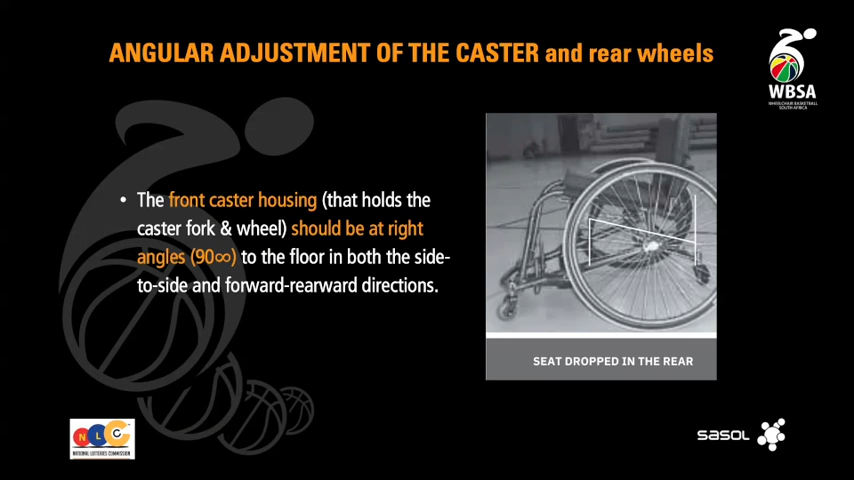 ANGULAR ADJUSTMENT OF THE CASTER and rear wheels
WBSA
WHEELCHAIR BASKETBALL
SOUTH AFRICA
• The front caster housing (that holds the
caster fork & wheel) should be at right
angles (90∞) to the floor in both the side-
to-side and forward-rearward directions.
SEAT DROPPED IN THE REAR
NLC
NATIONAL LOTTERIES COMMISSION
sasol